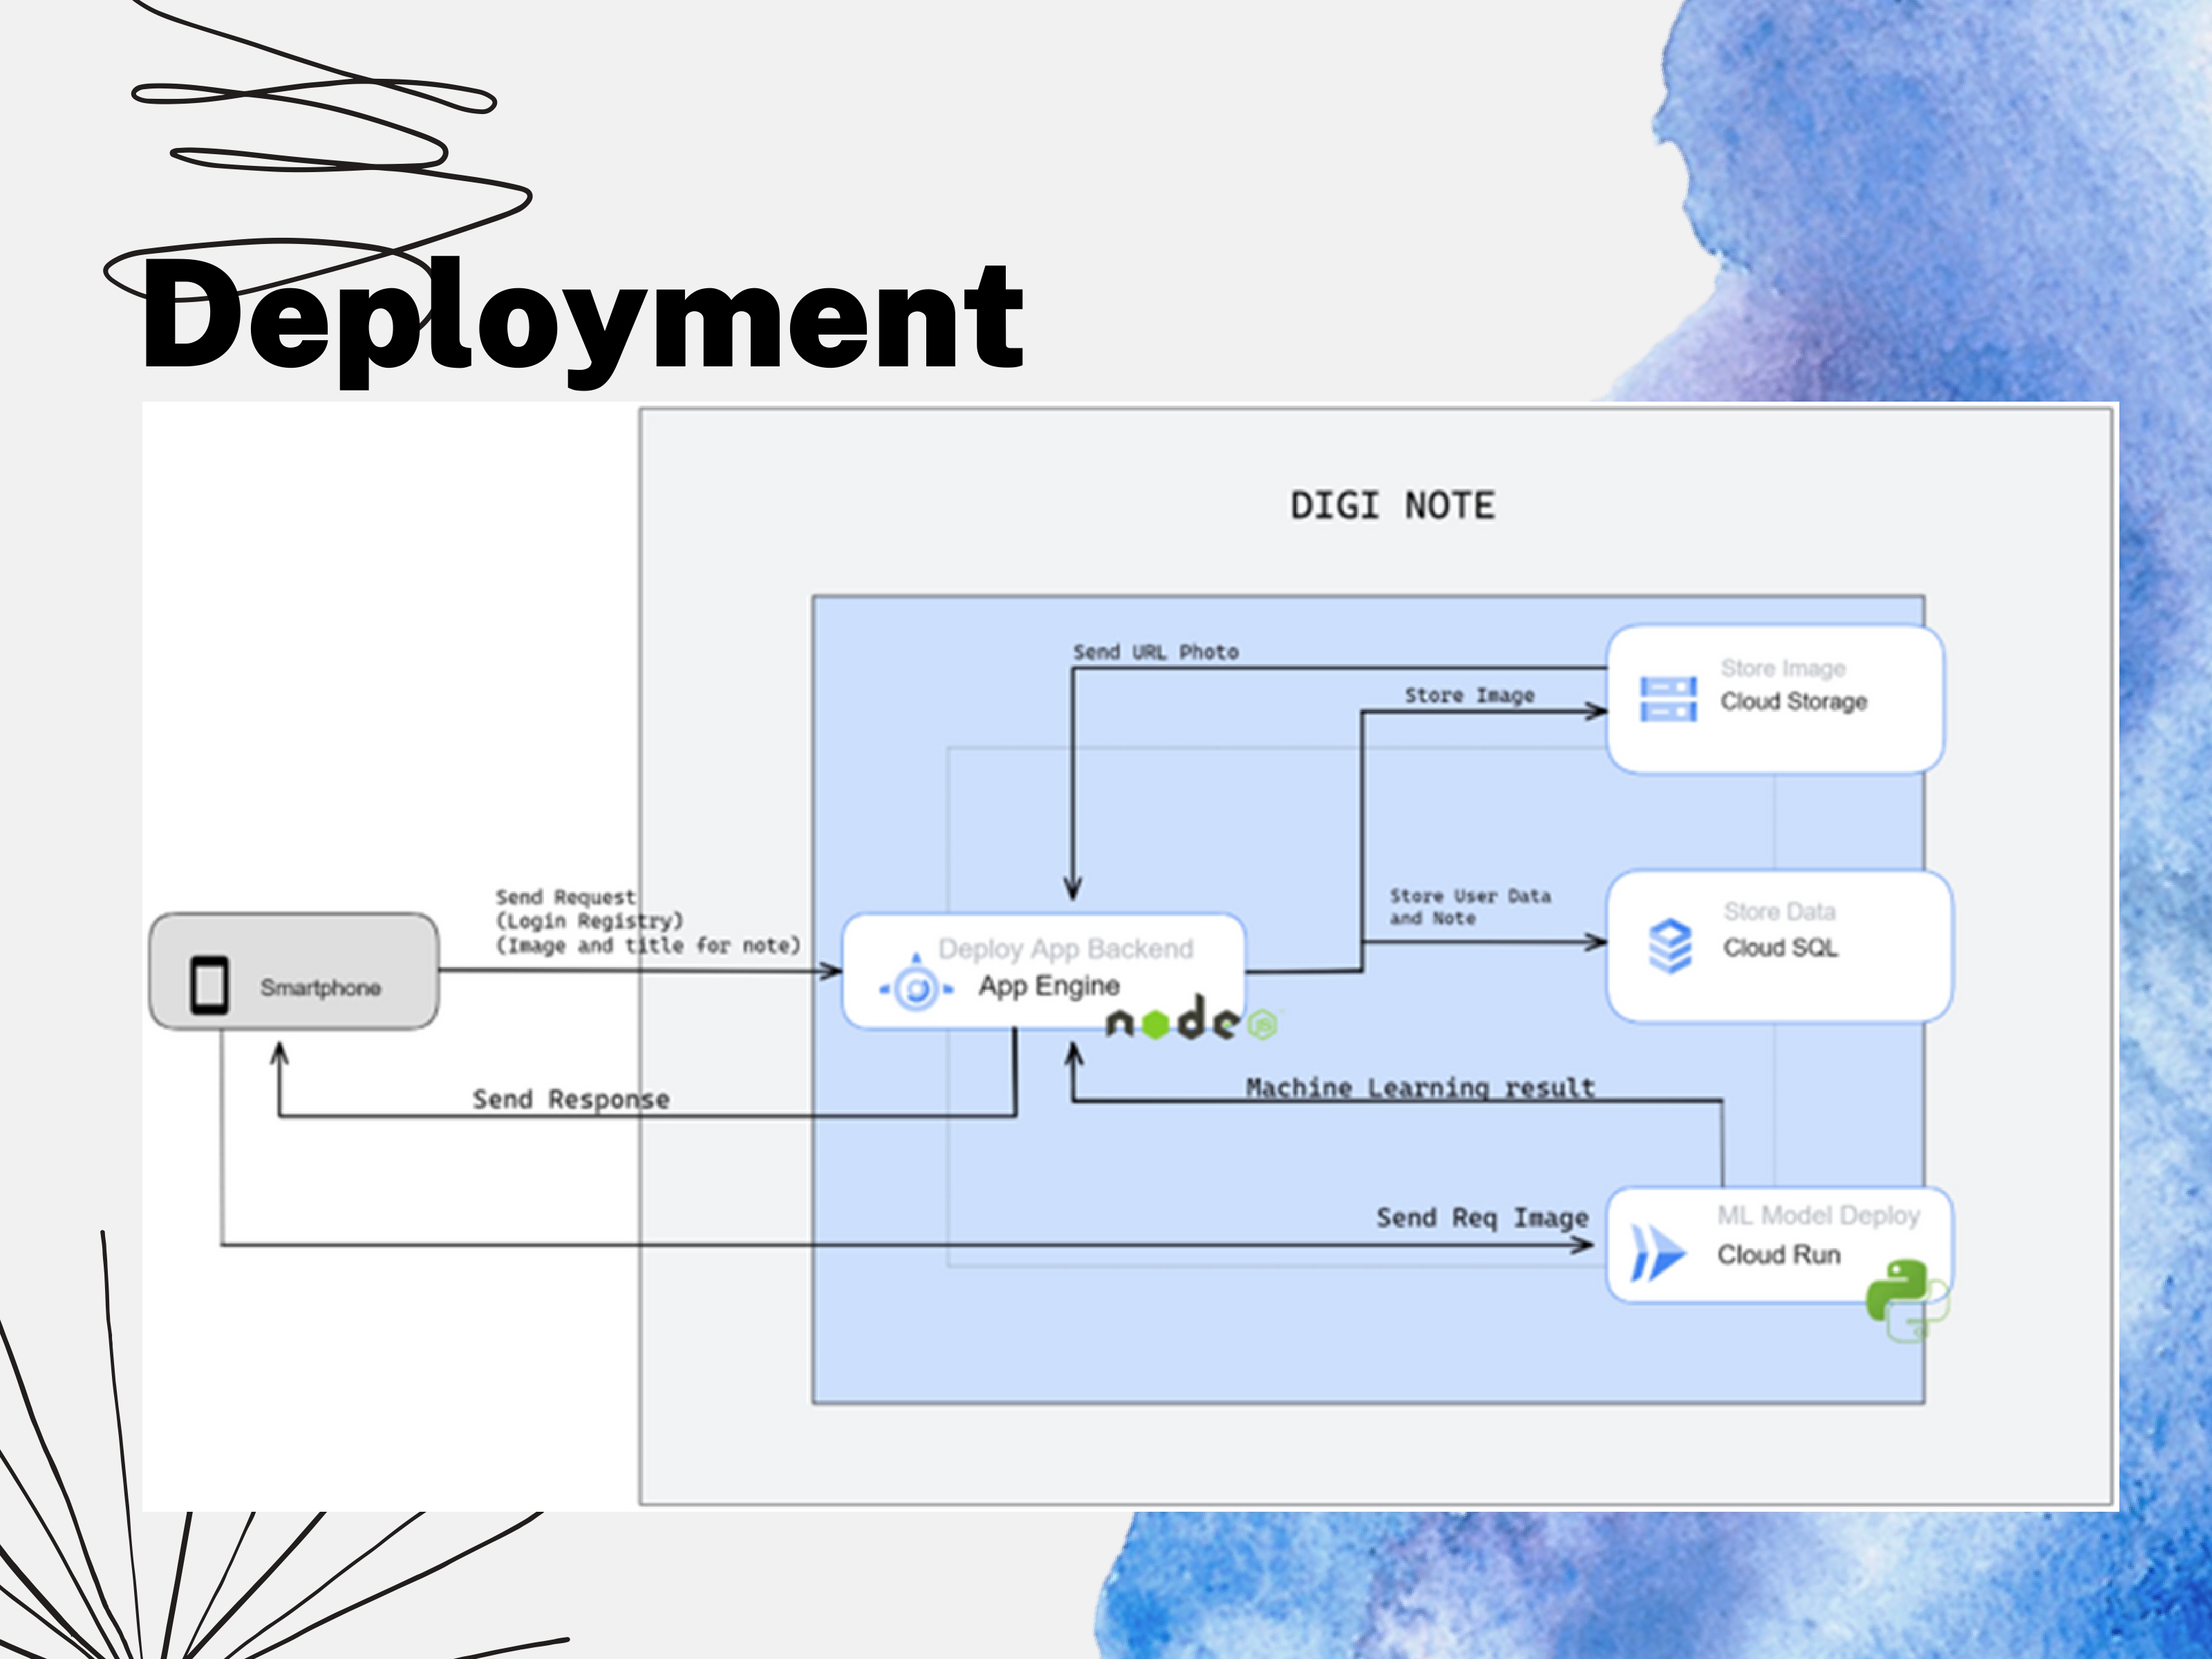 Deployment
DIGI NOTE
Send URL Photo
Store Image
Store Image
Cloud Storage
Send Request
(Login Registry)
(Image and title for note)
Store User Data
and Note
Store Data
Cloud SQL
Smartphone
Deploy App Backend
App Engine
node
JS
Send Response
Machine Learning result
Send Req Image
ML Model Deploy
Cloud Run